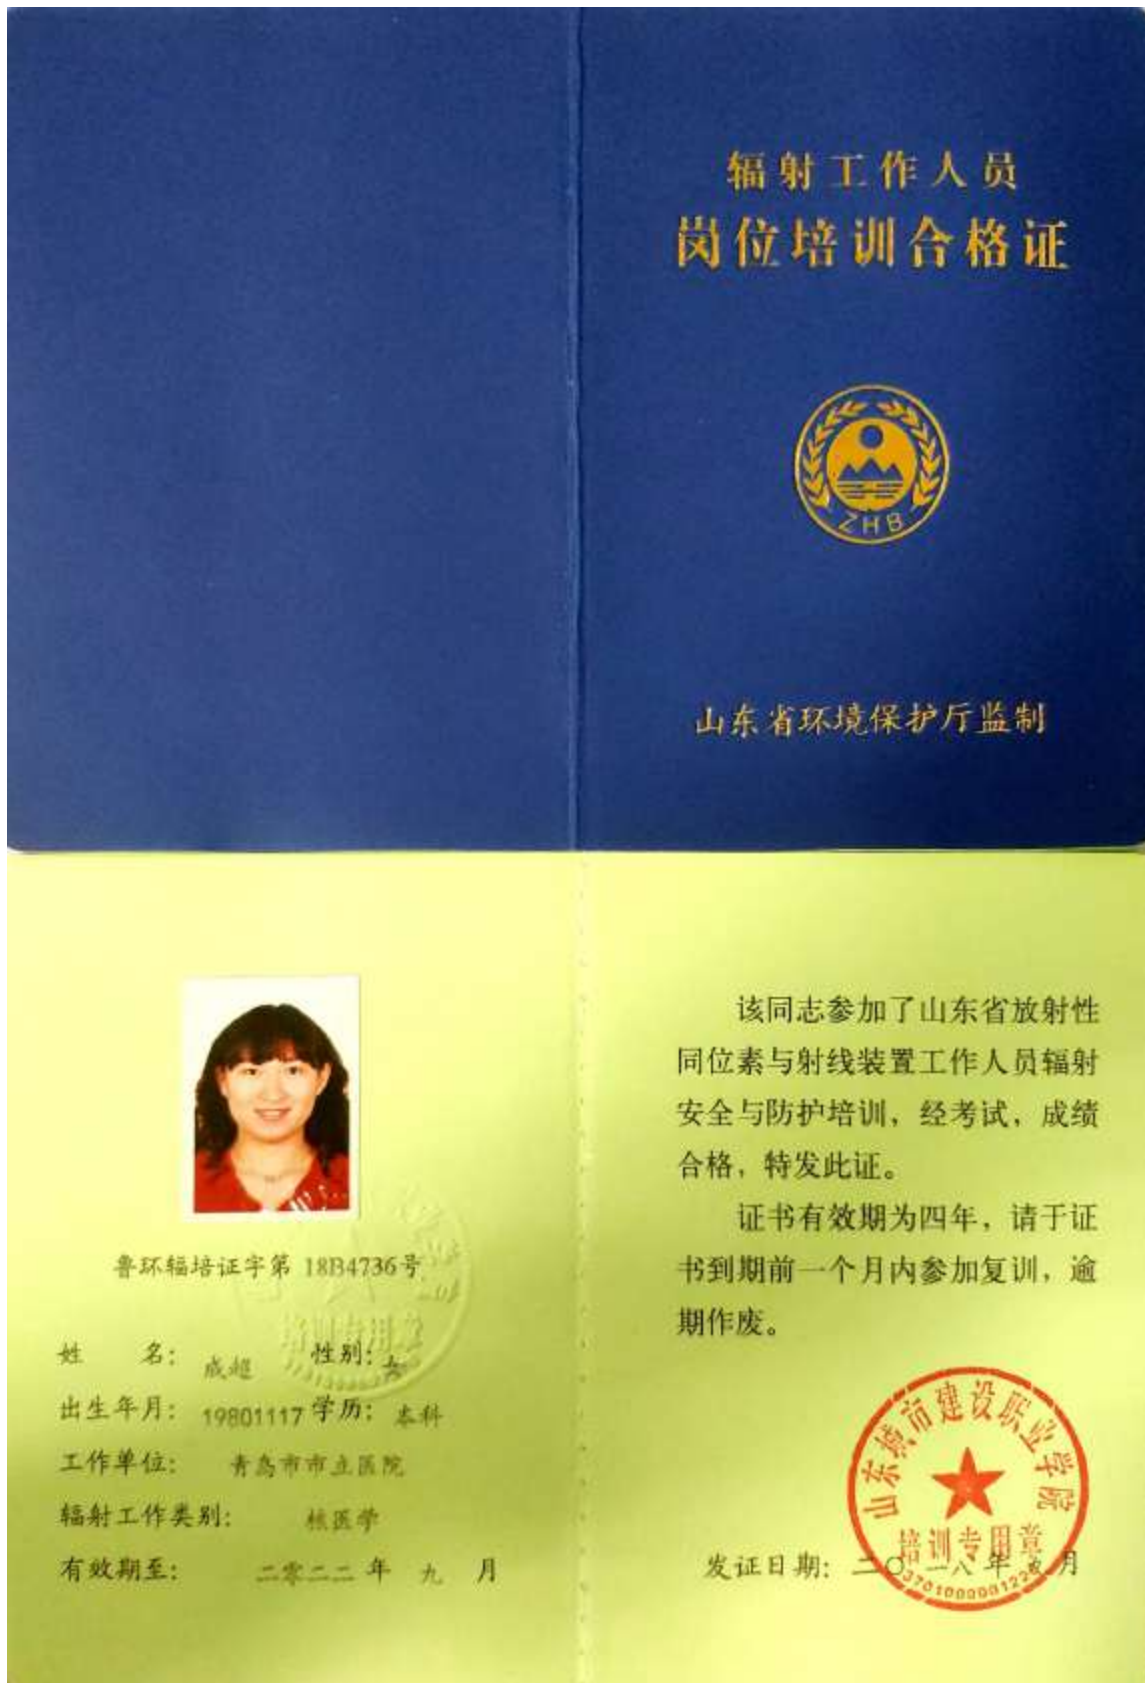 辐射工作人员
岗位培训合格证
ZHB
山东省环境保护厅监制
鲁环辐培证字第 18B4736号
姓 名： 戚超 性别：女
出生年月： 19801117 学历： 本科
工作单位： 青岛市市立医院
辐射工作类别： 核医学
有效期至： 二零二二 年 九 月
培训专用章
该同志参加了山东省放射性
同位素与射线装置工作人员辐射
安全与防护培训，经考试，成绩
合格，特发此证。
证书有效期为四年，请于证
书到期前一个月内参加复训，逾
期作废。
山东城市建设职业学院
培训专用章
发证日期：二〇一八年九月